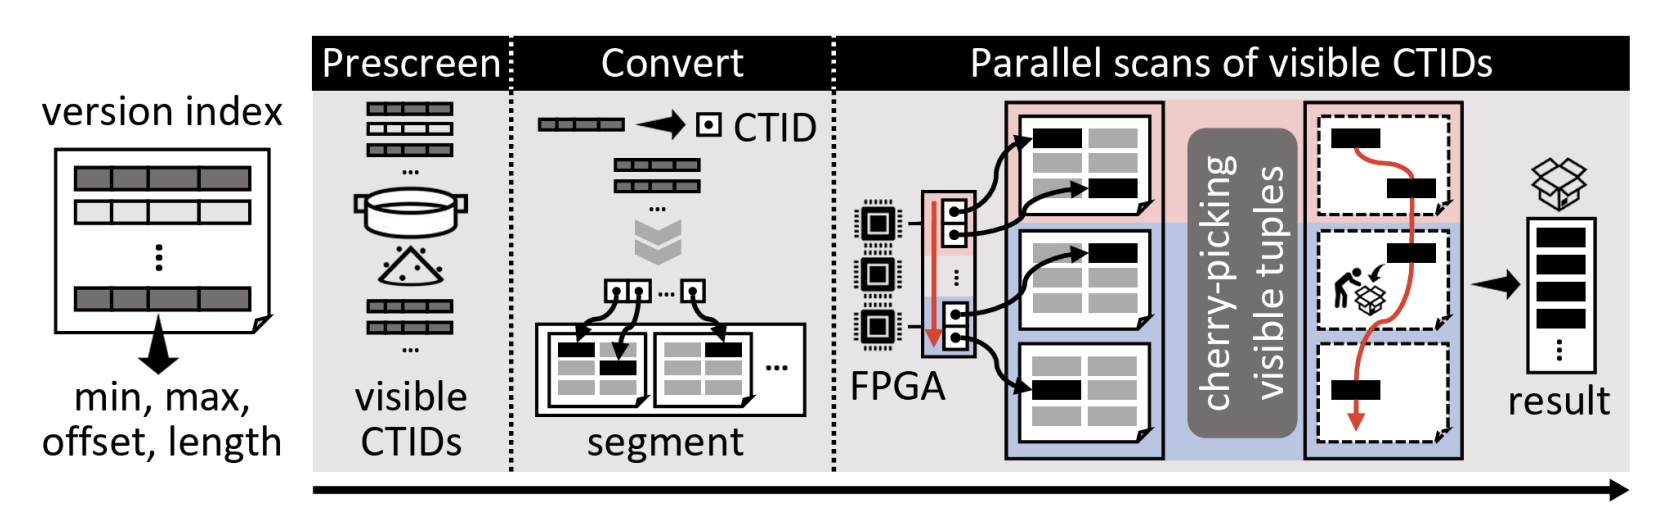 version index
min, max,
offset, length
Prescreen
...
...
visible
CTIDs
Convert
CTID
...
...
...
segment
Parallel scans of visible CTIDs
...
FPGA
cherry-picking
visible tuples
...
result